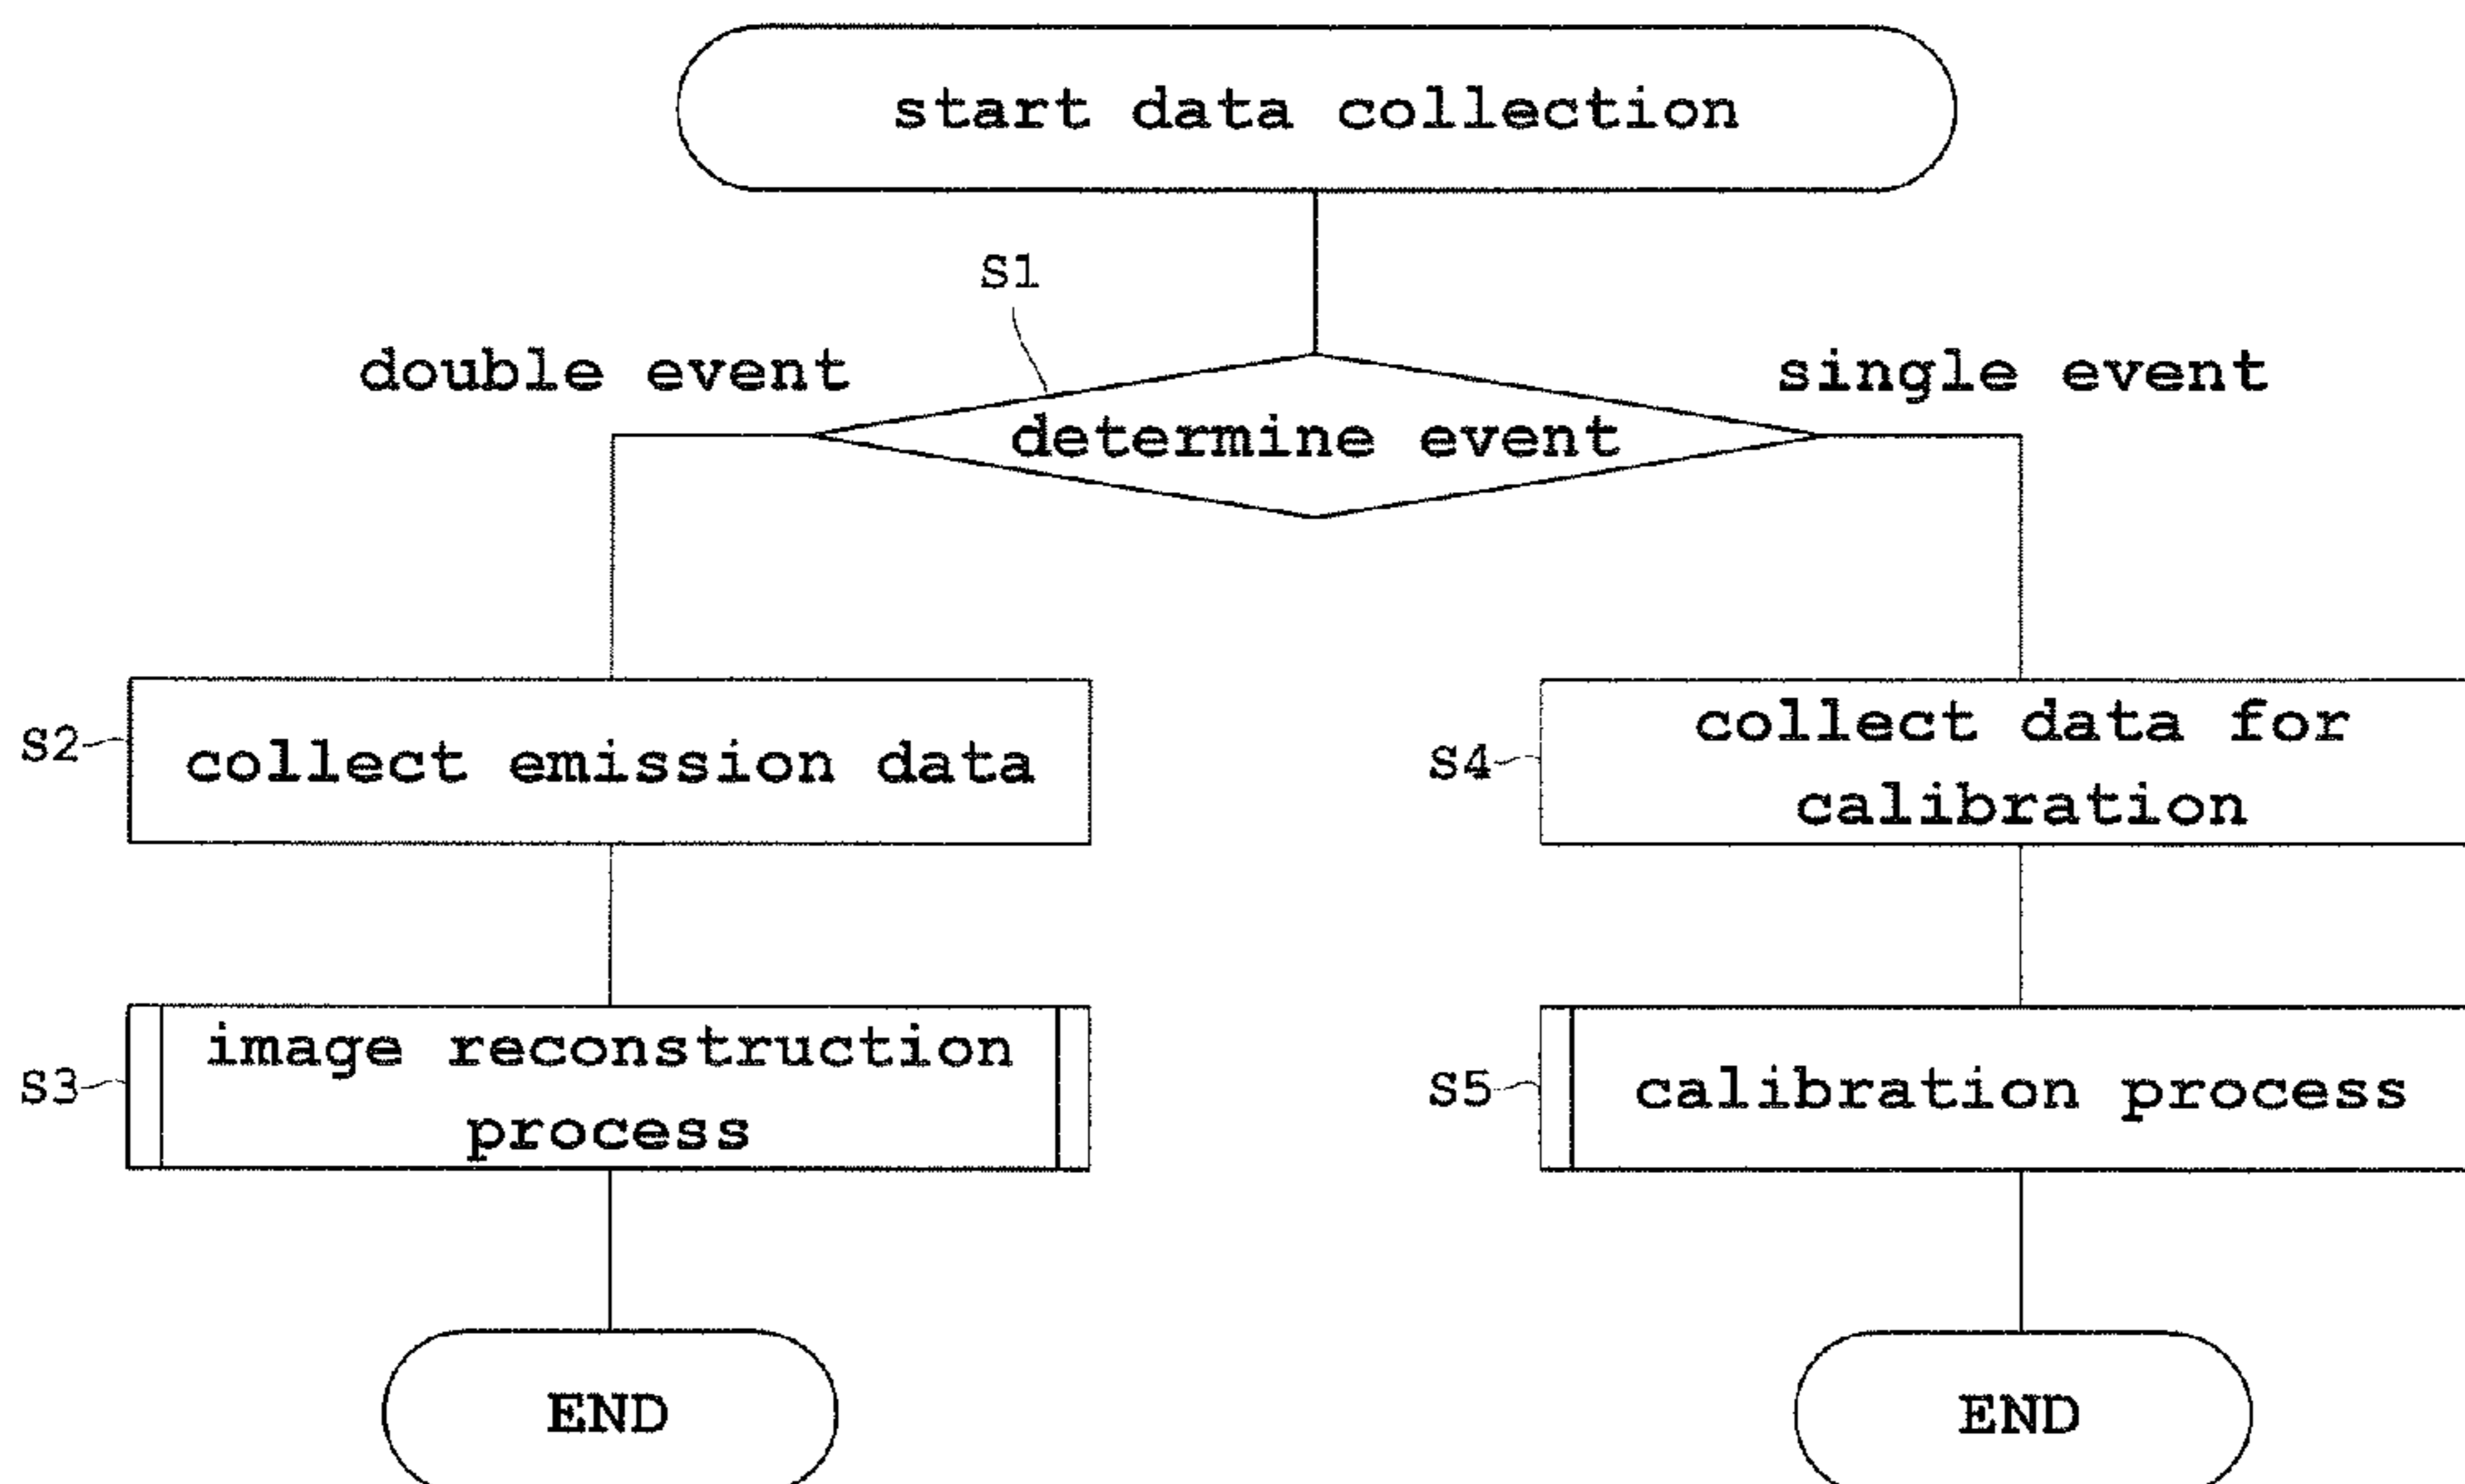 start data collection
S1
double event
single event
determine event
S2
collect emission data
S4
collect data for
calibration
S3
image reconstruction
process
S5
calibration process
END
END